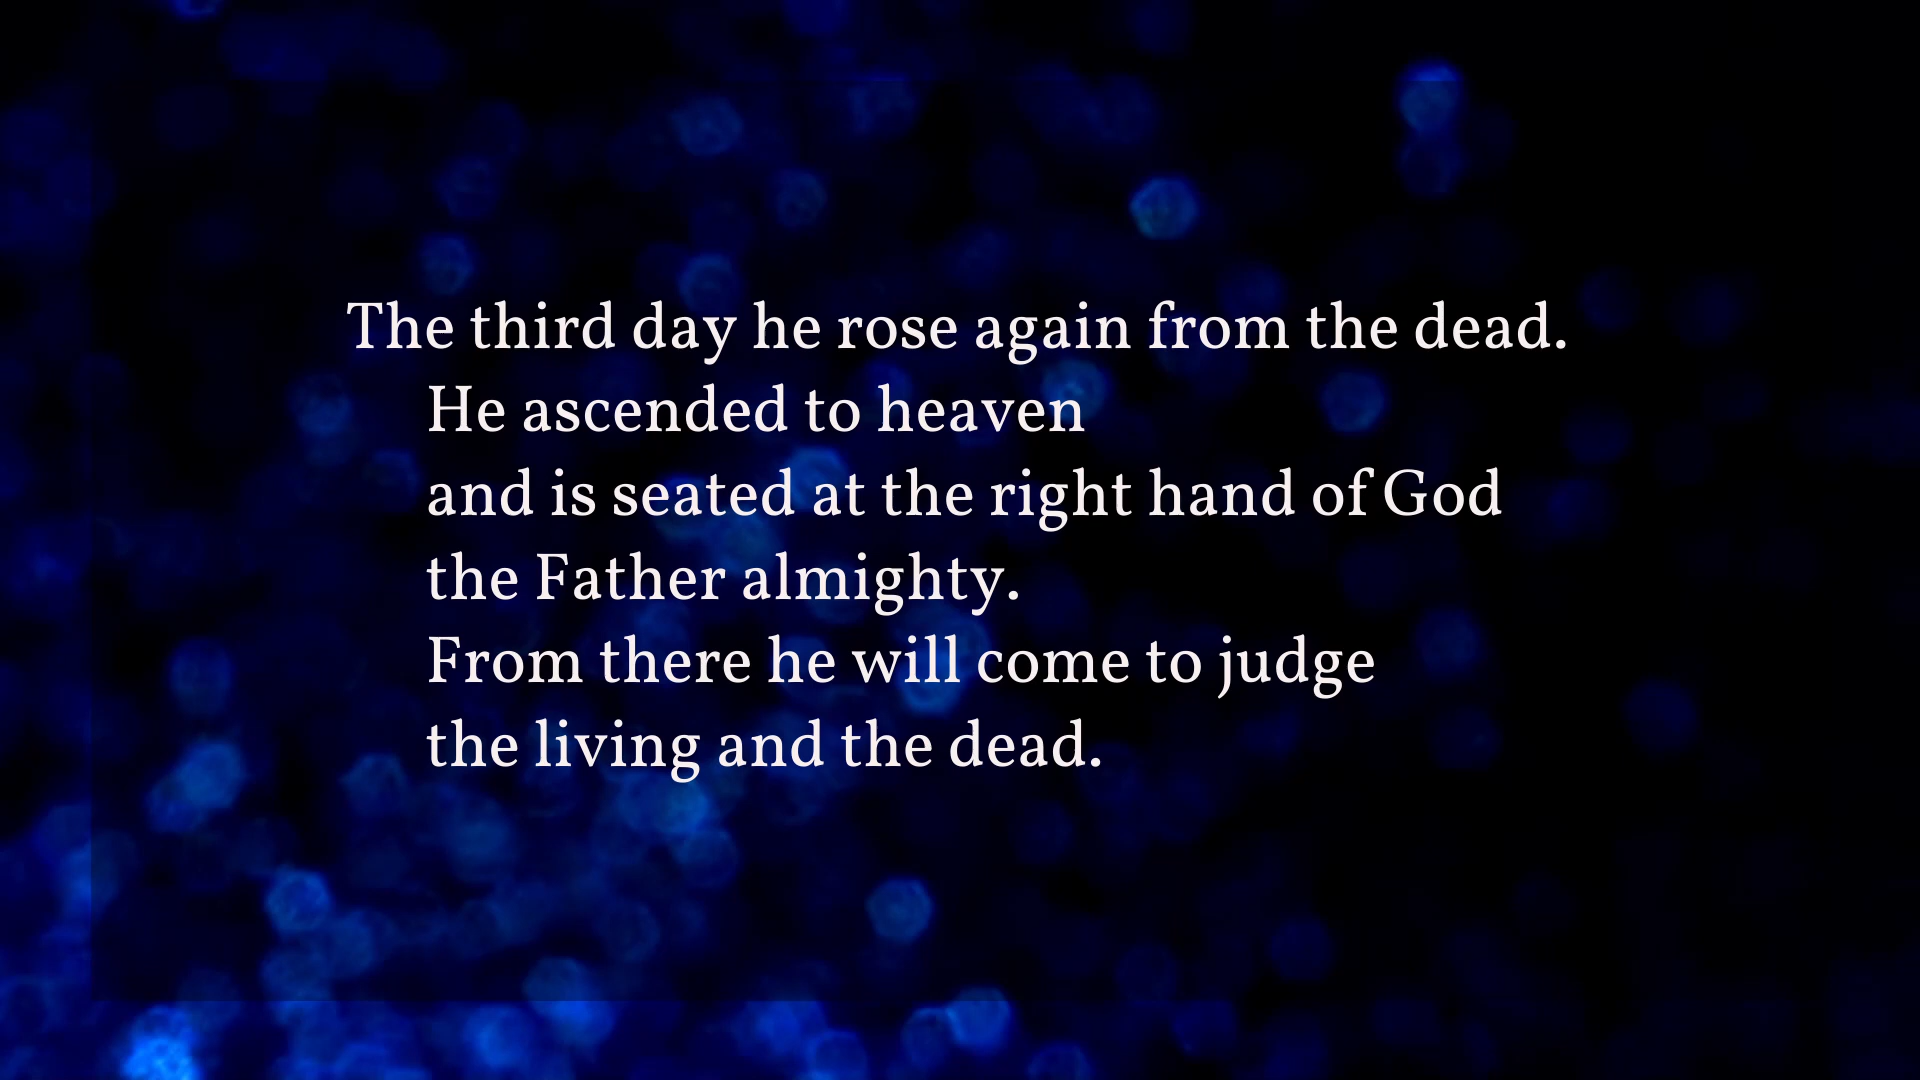 The third day he rose again from the dead.
He ascended to heaven
and is seated at the right hand of God
the Father almighty.
From there he will come to judge
the living and the dead.